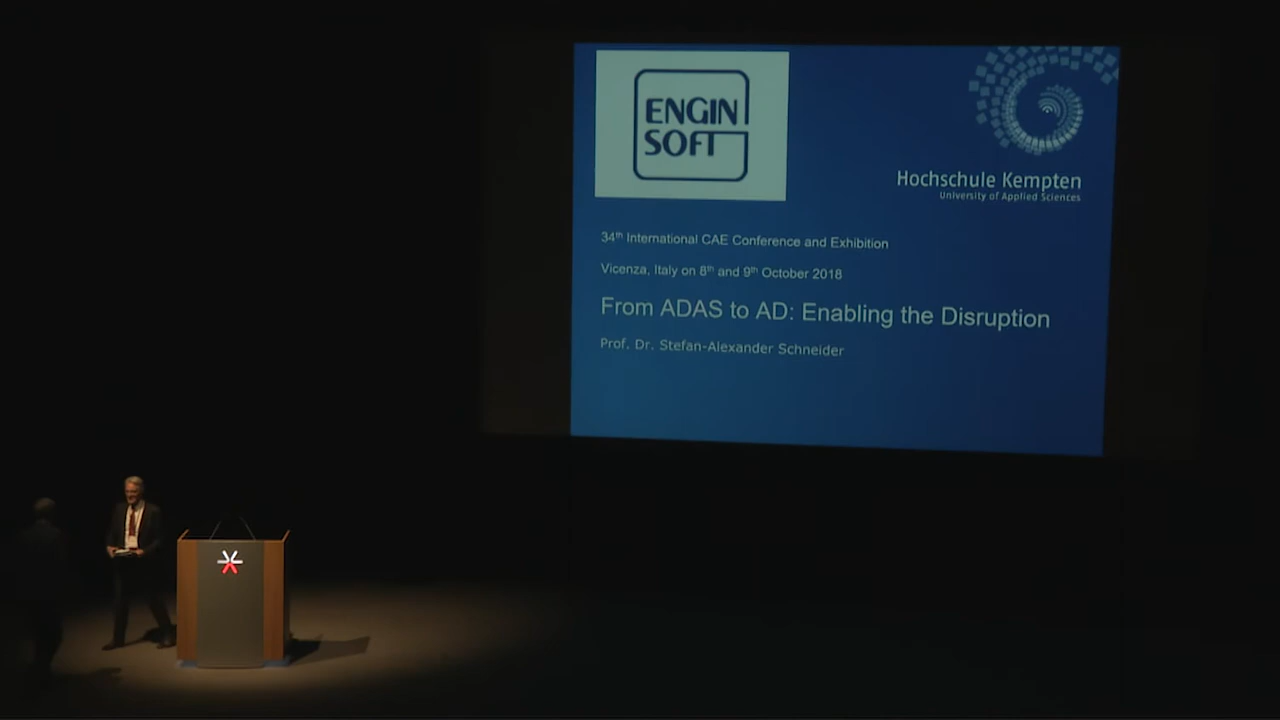 ENGIN
SOFT
Hochschule Kempten
University of Applied Sciences
34th International CAE Conference and Exhibition
Vicenza, Italy on 8th and 9th October 2018
From ADAS to AD: Enabling the Disruption
Prof. Dr. Stefan-Alexander Schneider